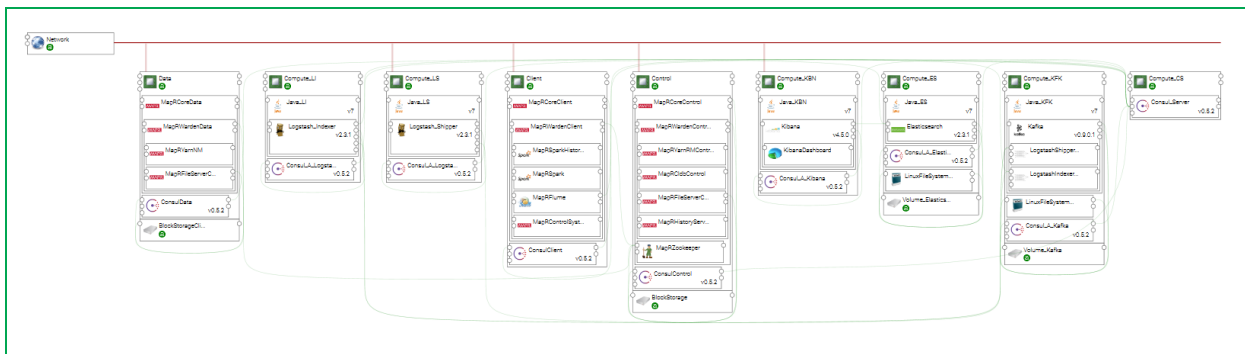 Network
Data
MapRCoreData
MapRWardenData
MapRYarnNM
MapRFileServerC...
ConsulData
v0.5.2
BlockStorageCli...
Compute_LI
Java_LI
v7
Logstash_Indexer
v2.3.1
Consul_A_Logsta...
v0.5.2
Compute_LS
Java_LS
v7
Logstash_Shipper
v2.3.1
Consul_A_Logsta...
v0.5.2
Client
MapRCoreClient
MapRWardenClient
MapRSparkHistor...
MapRSpark
MapRFlume
MapRControlSyst...
ConsulClient
v0.5.2
Control
MapRCoreControl
MapRWardenContr...
MapRYarnRMContr...
MapRCldbControl
MapRFileServerC...
MapRHistoryServ...
MapRZookeeper
ConsulControl
v0.5.2
BlockStorage
Compute_KBN
Java_KBN
v7
Kibana
v4.5.0
KibanaDashboard
Consul_A_Kibana
v0.5.2
Compute_ES
Java_ES
v7
Elasticsearch
v2.3.1
Consul_A_Elasti...
v0.5.2
LinuxFileSystem...
Volume_Elastics...
Compute_KFK
Java_KFK
v7
Kafka
v0.9.0.1
LogstashShipper...
LogstashIndexer...
LinuxFileSystem...
Consul_A_Kafka
v0.5.2
Volume_Kafka
Compute_CS
Consul_Server
v0.5.2